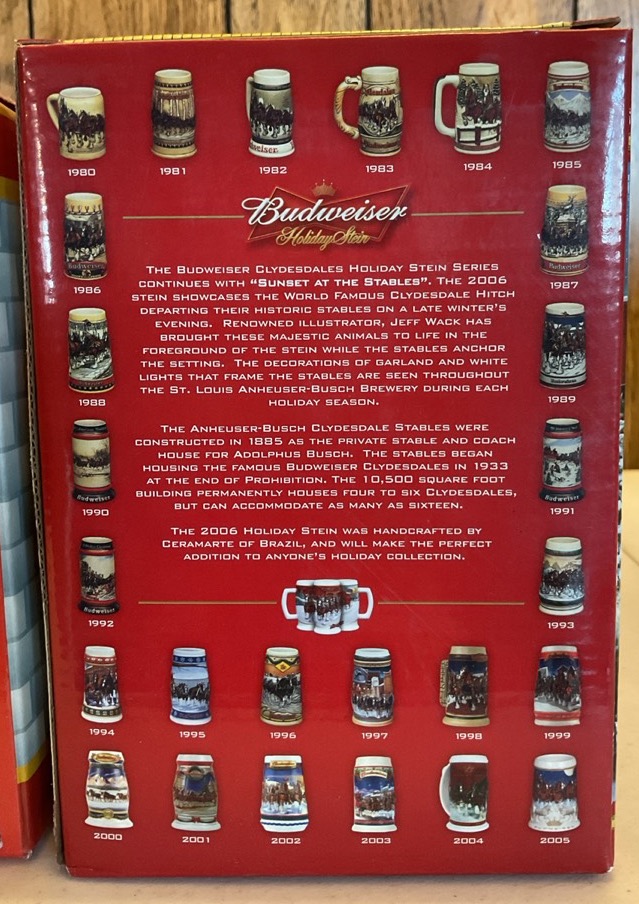 1980 1981 1982 1983 1984 1985
Budweiser
Holiday Stein
1986 1987
THE BUDWEISER CLYDESDALES HOLIDAY STEIN SERIES
CONTINUES WITH “SUNSET AT THE STABLES”. THE 2006
STEIN SHOWCASES THE WORLD FAMOUS CLYDESDALE HITCH
DEPARTING THEIR HISTORIC STABLES ON A LATE WINTER'S
EVENING. RENOWNED ILLUSTRATOR, JEFF WACK HAS
BROUGHT THESE MAJESTIC ANIMALS TO LIFE IN THE
FOREGROUND OF THE STEIN WHILE THE STABLES ANCHOR
THE SETTING. THE DECORATIONS OF GARLAND AND WHITE
LIGHTS THAT FRAME THE STABLES ARE SEEN THROUGHOUT
THE ST. LOUIS ANHEUSER-BUSCH BREWERY DURING EACH
HOLIDAY SEASON.
1988 1989
THE ANHEUSER-BUSCH CLYDESDALE STABLES WERE
CONSTRUCTED IN 1885 AS THE PRIVATE STABLE AND COACH
HOUSE FOR ADOLPHUS BUSCH. THE STABLES BEGAN
HOUSING THE FAMOUS BUDWEISER CLYDESDALES IN 1933
AT THE END OF PROHIBITION. THE 10,500 SQUARE FOOT
BUILDING PERMANENTLY HOUSES FOUR TO SIX CLYDESDALES,
BUT CAN ACCOMMODATE AS MANY AS SIXTEEN.
1990 1991
THE 2006 HOLIDAY STEIN WAS HANDCRAFTED BY
CERAMARTE OF BRAZIL, AND WILL MAKE THE PERFECT
ADDITION TO ANYONE'S HOLIDAY COLLECTION.
1992 1993
1994 1995 1996 1997 1998 1999
2000 2001 2002 2003 2004 2005